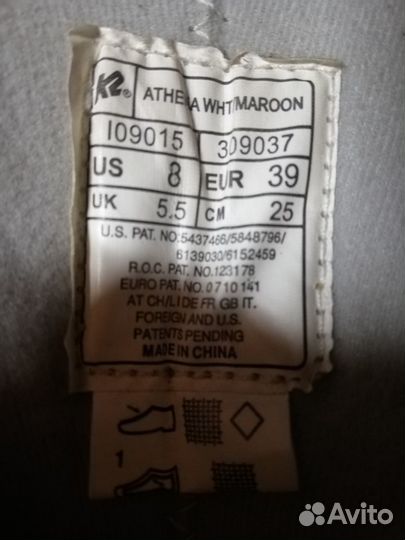 K2® ATHENA WHT/MAROON
I09015 309037
US 8 EUR 39
UK 5.5 CM 25
U.S. PAT. NO.:5437466/5848796/
6139030/6152459
R.O.C. PAT. NO.123178
EURO PAT. NO.0710141
AT CH/LI DE FR GB IT.
FOREIGN AND U.S.
PATENTS PENDING
MADE IN CHINA
1
Avito